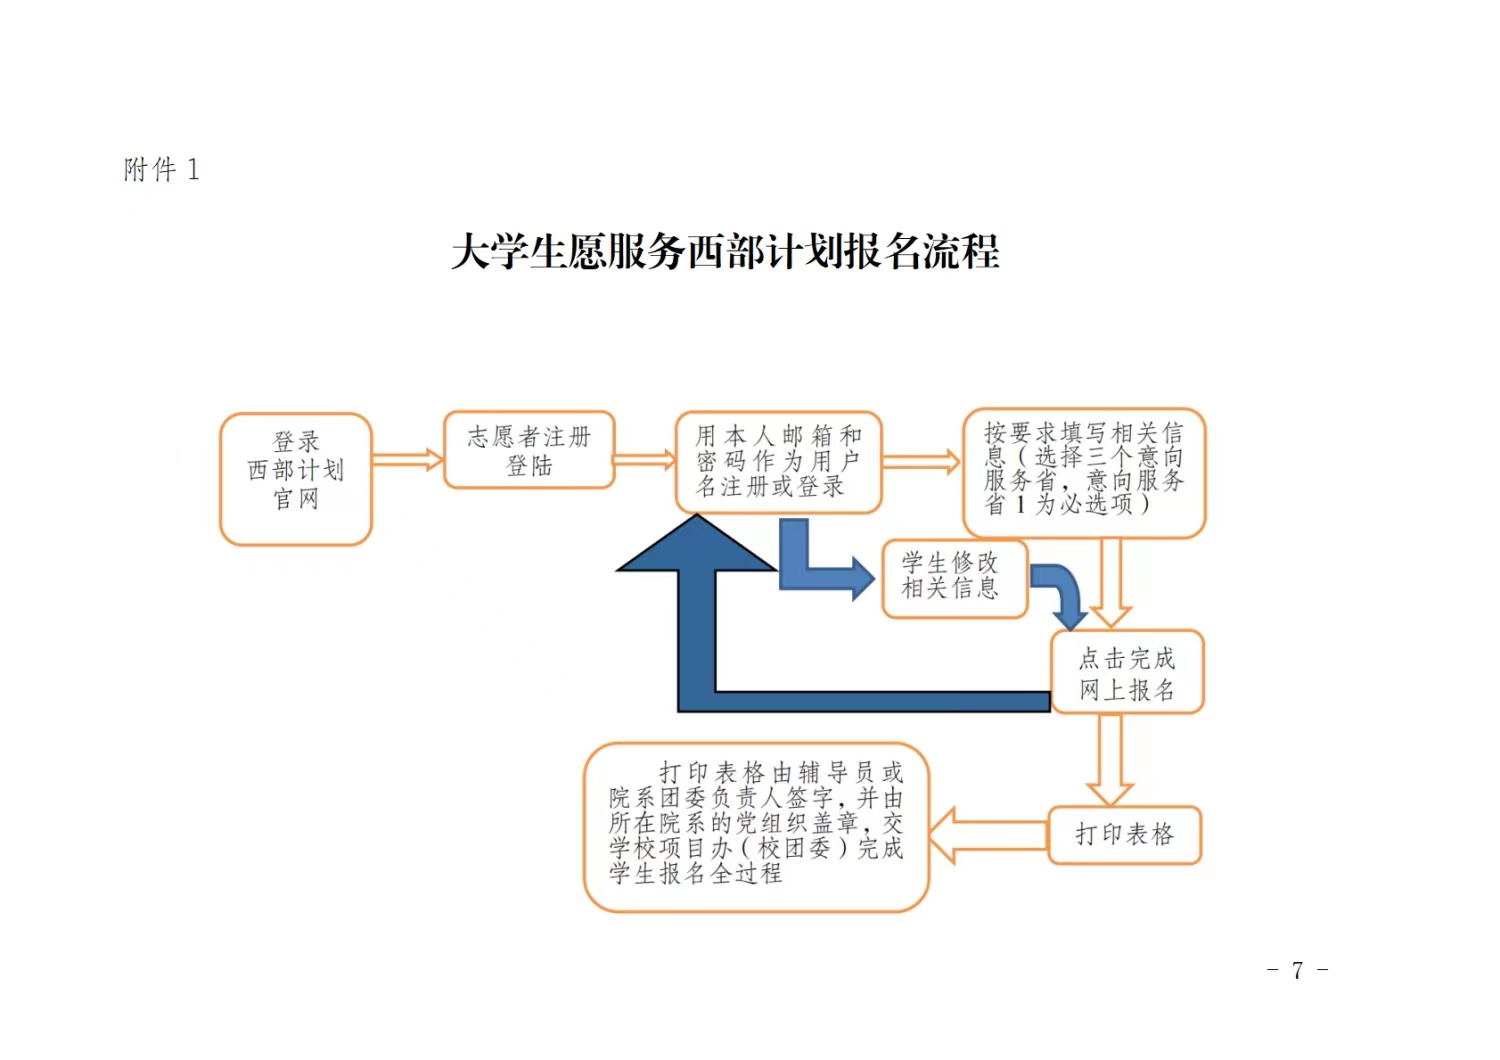 附件 1
大学生愿服务西部计划报名流程
登录
西部计划
官网
志愿者注册
登陆
用本人邮箱和
密码作为用户
名注册或登录
按要求填写相关信
息（选择三个意向
服务省，意向服务
省 1 为必选项）
学生修改
相关信息
点击完成
网上报名
打印表格
打印表格由辅导员或
院系团委负责人签字，并由
所在院系的党组织盖章，交
学校项目办（校团委）完成
学生报名全过程
- 7 -